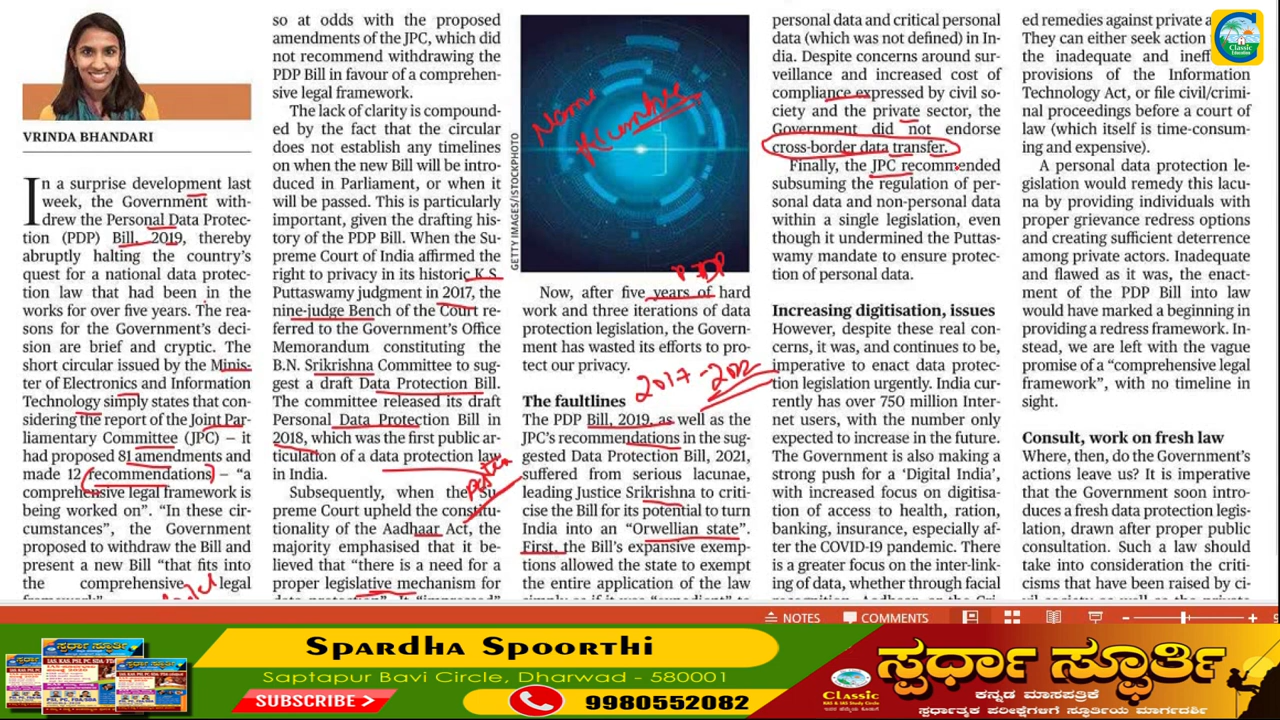 VRINDA BHANDARI
In a surprise development last
week, the Government with-
drew the Personal Data Protec-
tion (PDP) Bill, 2019, thereby
abruptly halting the country's
quest for a national data protec-
tion law that had been in the
works for over five years. The rea-
sons for the Government's deci-
sion are brief and cryptic. The
short circular issued by the Minis-
ter of Electronics and Information
Technology simply states that con-
sidering the report of the Joint Par-
liamentary Committee (JPC) – it
had proposed 81 amendments and
made 12 recommendations) – "a
comprehensive legal framework is
being worked on". "In these cir-
cumstances", the Government
proposed to withdraw the Bill and
present a new Bill "that fits into
the comprehensive legal
framework".
so at odds with the proposed
amendments of the JPC, which did
not recommend withdrawing the
PDP Bill in favour of a comprehen-
sive legal framework.
The lack of clarity is compound-
ed by the fact that the circular
does not establish any timelines
on when the new Bill will be intro-
duced in Parliament, or when it
will be passed. This is particularly
important, given the drafting his-
tory of the PDP Bill. When the Su-
preme Court of India affirmed the
right to privacy in its historic K.S.
Puttaswamy judgment in 2017, the
nine-judge Bench of the Court re-
ferred to the Government's Office
Memorandum constituting the
B.N. Srikrishna Committee to sug-
gest a draft Data Protection Bill.
The committee released its draft
Personal Data Protection Bill in
2018, which was the first public ar-
ticulation of a data protection law
in India.
Subsequently, when the Su-
preme Court upheld the constitu-
tionality of the Aadhaar Act, the
majority emphasised that it be-
lieved that "there is a need for a
proper legislative mechanism for
data protection". It "impressed"
GETTY IMAGES/ISTOCKPHOTO
Name
PDP
Now, after five years of hard
work and three iterations of data
protection legislation, the Govern-
ment has wasted its efforts to pro-
tect our privacy.
2017-202
The faultlines
The PDP Bill, 2019, as well as the
JPC's recommendations in the sug-
gested Data Protection Bill, 2021,
suffered from serious lacunae,
leading Justice Srikrishna to criti-
cise the Bill for its potential to turn
India into an "Orwellian state".
First, the Bill's expansive exemp-
tions allowed the state to exempt
the entire application of the law
simply as if it was "expedient" to
personal data and critical personal
data (which was not defined) in In-
dia. Despite concerns around sur-
veillance and increased cost of
compliance expressed by civil so-
ciety and the private sector, the
Government did not endorse
cross-border data transfer.
Finally, the JPC recommended
subsuming the regulation of per-
sonal data and non-personal data
within a single legislation, even
though it undermined the Puttas-
wamy mandate to ensure protec-
tion of personal data.
Increasing digitisation, issues
However, despite these real con-
cerns, it was, and continues to be,
imperative to enact data protec-
tion legislation urgently. India cur-
rently has over 750 million Inter-
net users, with the number only
expected to increase in the future.
The Government is also making a
strong push for a 'Digital India',
with increased focus on digitisa-
tion of access to health, ration,
banking, insurance, especially af-
ter the COVID-19 pandemic. There
is a greater focus on the inter-link-
ing of data, whether through facial
ed remedies against private a
They can either seek action
the inadequate and ineff
provisions of the Information
Technology Act, or file civil/crimi-
nal proceedings before a court of
law (which itself is time-consum-
ing and expensive).
A personal data protection le-
gislation would remedy this lacu-
na by providing individuals with
proper grievance redress options
and creating sufficient deterrence
among private actors. Inadequate
and flawed as it was, the enact-
ment of the PDP Bill into law
would have marked a beginning in
providing a redress framework. In-
stead, we are left with the vague
promise of a "comprehensive legal
framework", with no timeline in
sight.
Consult, work on fresh law
Where, then, do the Government's
actions leave us? It is imperative
that the Government soon intro-
duces a fresh data protection legis-
lation, drawn after proper public
consultation. Such a law should
take into consideration the criti-
cisms that have been raised by ci-
Classic
Education
NOTES
COMMENTS
Spardha Spoorthi
Saptapur Bavi Circle, Dharwad - 580001
SUBSCRIBE
9980552082
ಸ್ಪರ್ಧಾ ಸ್ಫೂರ್ತಿ
ಕನ್ನಡ ಮಾಸಪತ್ರಿಕೆ
ಸ್ಪರ್ಧಾತ್ಮಕ ಪರೀಕ್ಷೆಗಳಿಗೆ ಸ್ಫೂರ್ತಿಯ ಮಾರ್ಗದರ್ಶಿ
Classic
KAS & IAS Study Circle